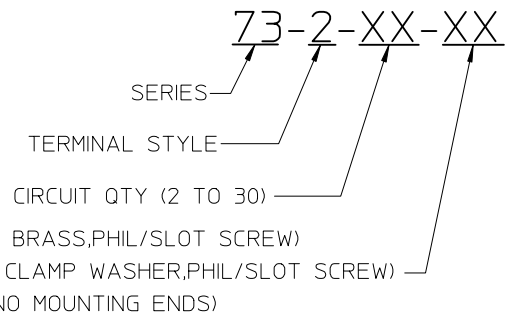 73-2-XX-XX
SERIES
TERMINAL STYLE
CIRCUIT QTY (2 TO 30)
BRASS,PHIL/SLOT SCREW)
CLAMP WASHER,PHIL/SLOT SCREW)
NO MOUNTING ENDS)